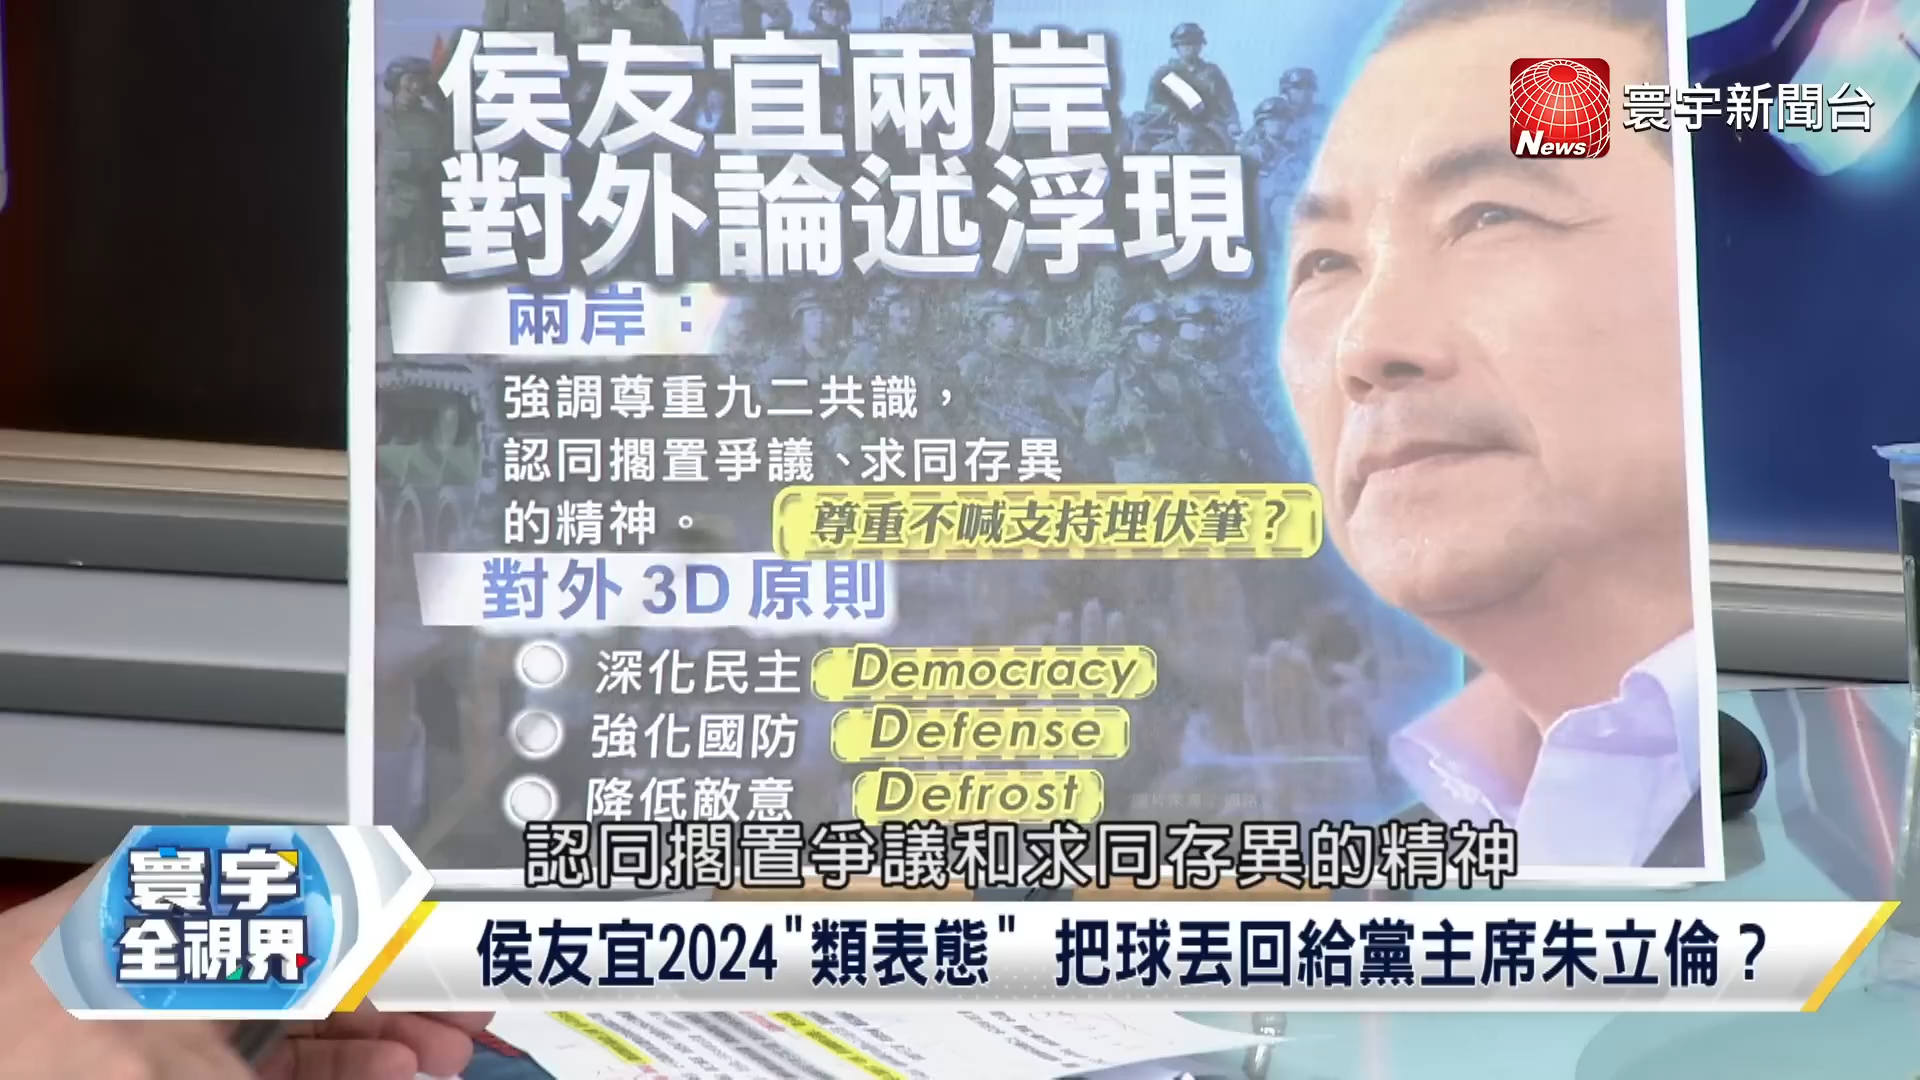 侯友宜兩岸、
對外論述浮現
寰宇新聞台
News
兩岸：
強調尊重九二共識，
認同擱置爭議、求同存異
的精神。
尊重不喊支持埋伏筆？
對外 3D 原則
深化民主 Democracy
強化國防 Defense
降低敵意 Defrost
認同擱置爭議和求同存異的精神
寰宇
全視界
侯友宜2024"類表態" 把球丟回給黨主席朱立倫？